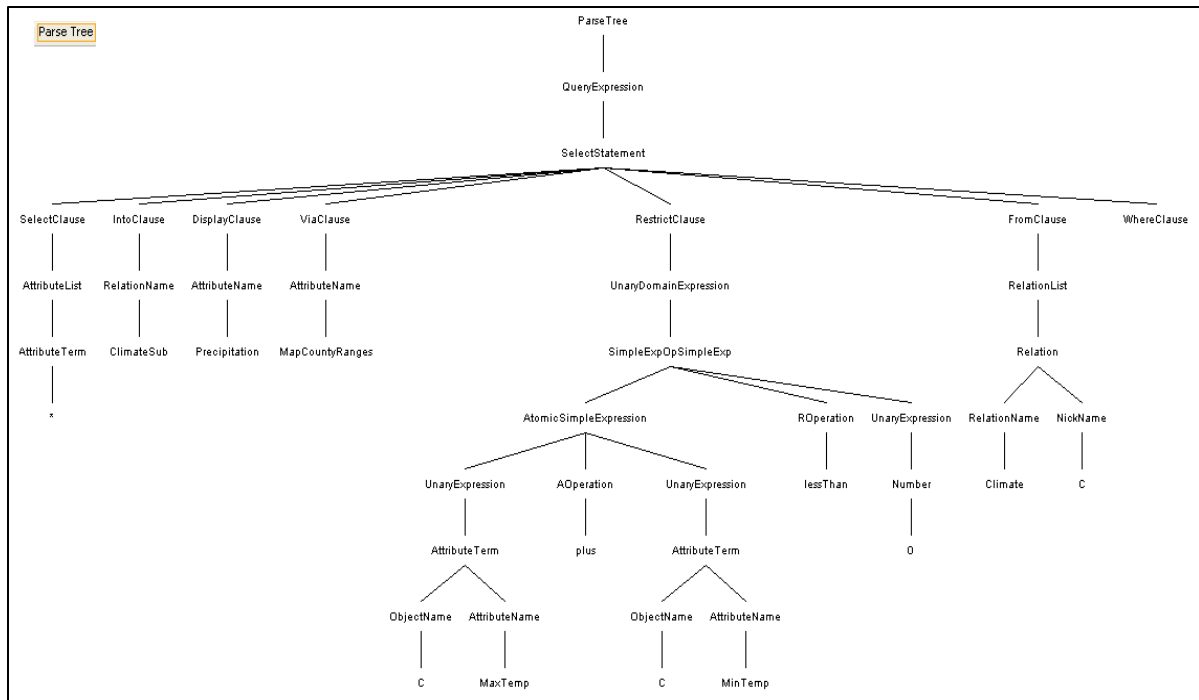 Parse Tree
ParseTree
QueryExpression
SelectStatement
SelectClause IntoClause DisplayClause ViaClause RestrictClause FromClause WhereClause
AttributeList RelationName AttributeName AttributeName UnaryDomainExpression RelationList
AttributeTerm ClimateSub Precipitation MapCountyRanges SimpleExpOpSimpleExp Relation
* AtomicSimpleExpression ROperation UnaryExpression RelationName NickName
UnaryExpression AOperation UnaryExpression lessThan Number Climate C
AttributeTerm plus AttributeTerm 0
ObjectName AttributeName ObjectName AttributeName
C MaxTemp C MinTemp